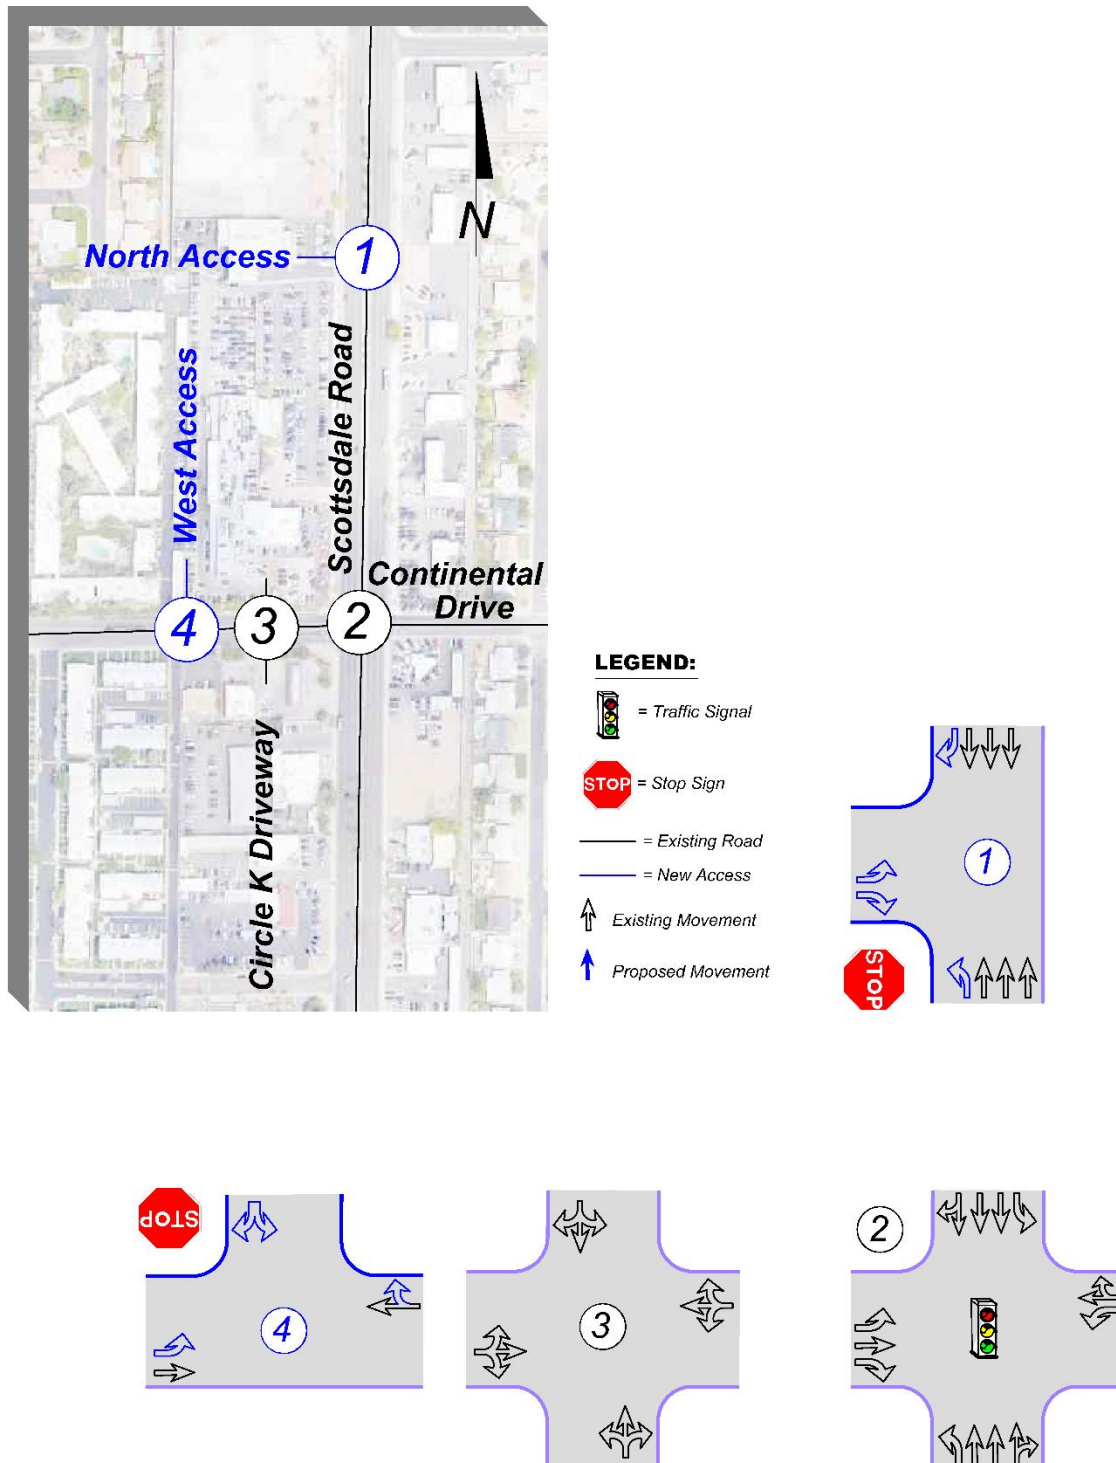 N
North Access
1
West Access
Scottsdale Road
Continental
Drive
4
3
2
Circle K Driveway
LEGEND:
= Traffic Signal
STOP
= Stop Sign
= Existing Road
= New Access
Existing Movement
Proposed Movement
1
STOP
STOP
4
3
2